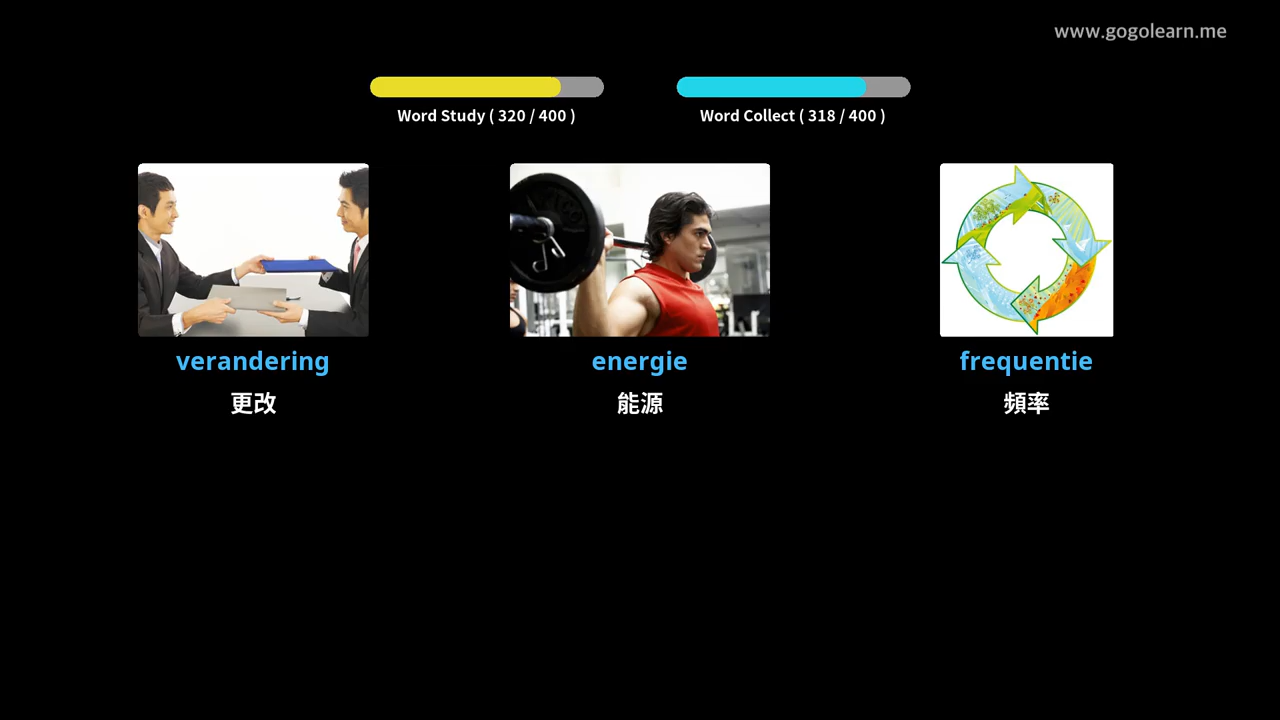 www.gogolearn.me
Word Study ( 320 / 400 )
Word Collect ( 318 / 400 )
verandering
energie
frequentie
更改
能源
頻率